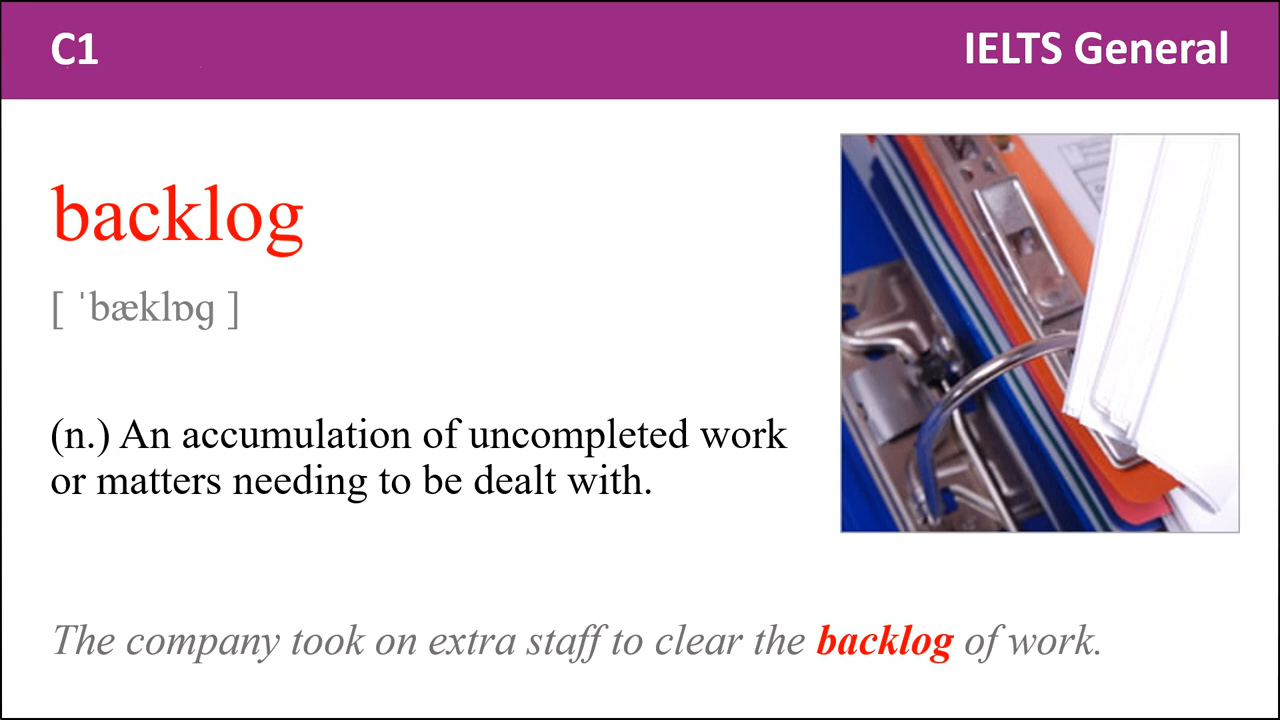 C1
IELTS General
backlog
[ ˈbæklɒɡ ]
(n.) An accumulation of uncompleted work
or matters needing to be dealt with.
The company took on extra staff to clear the backlog of work.